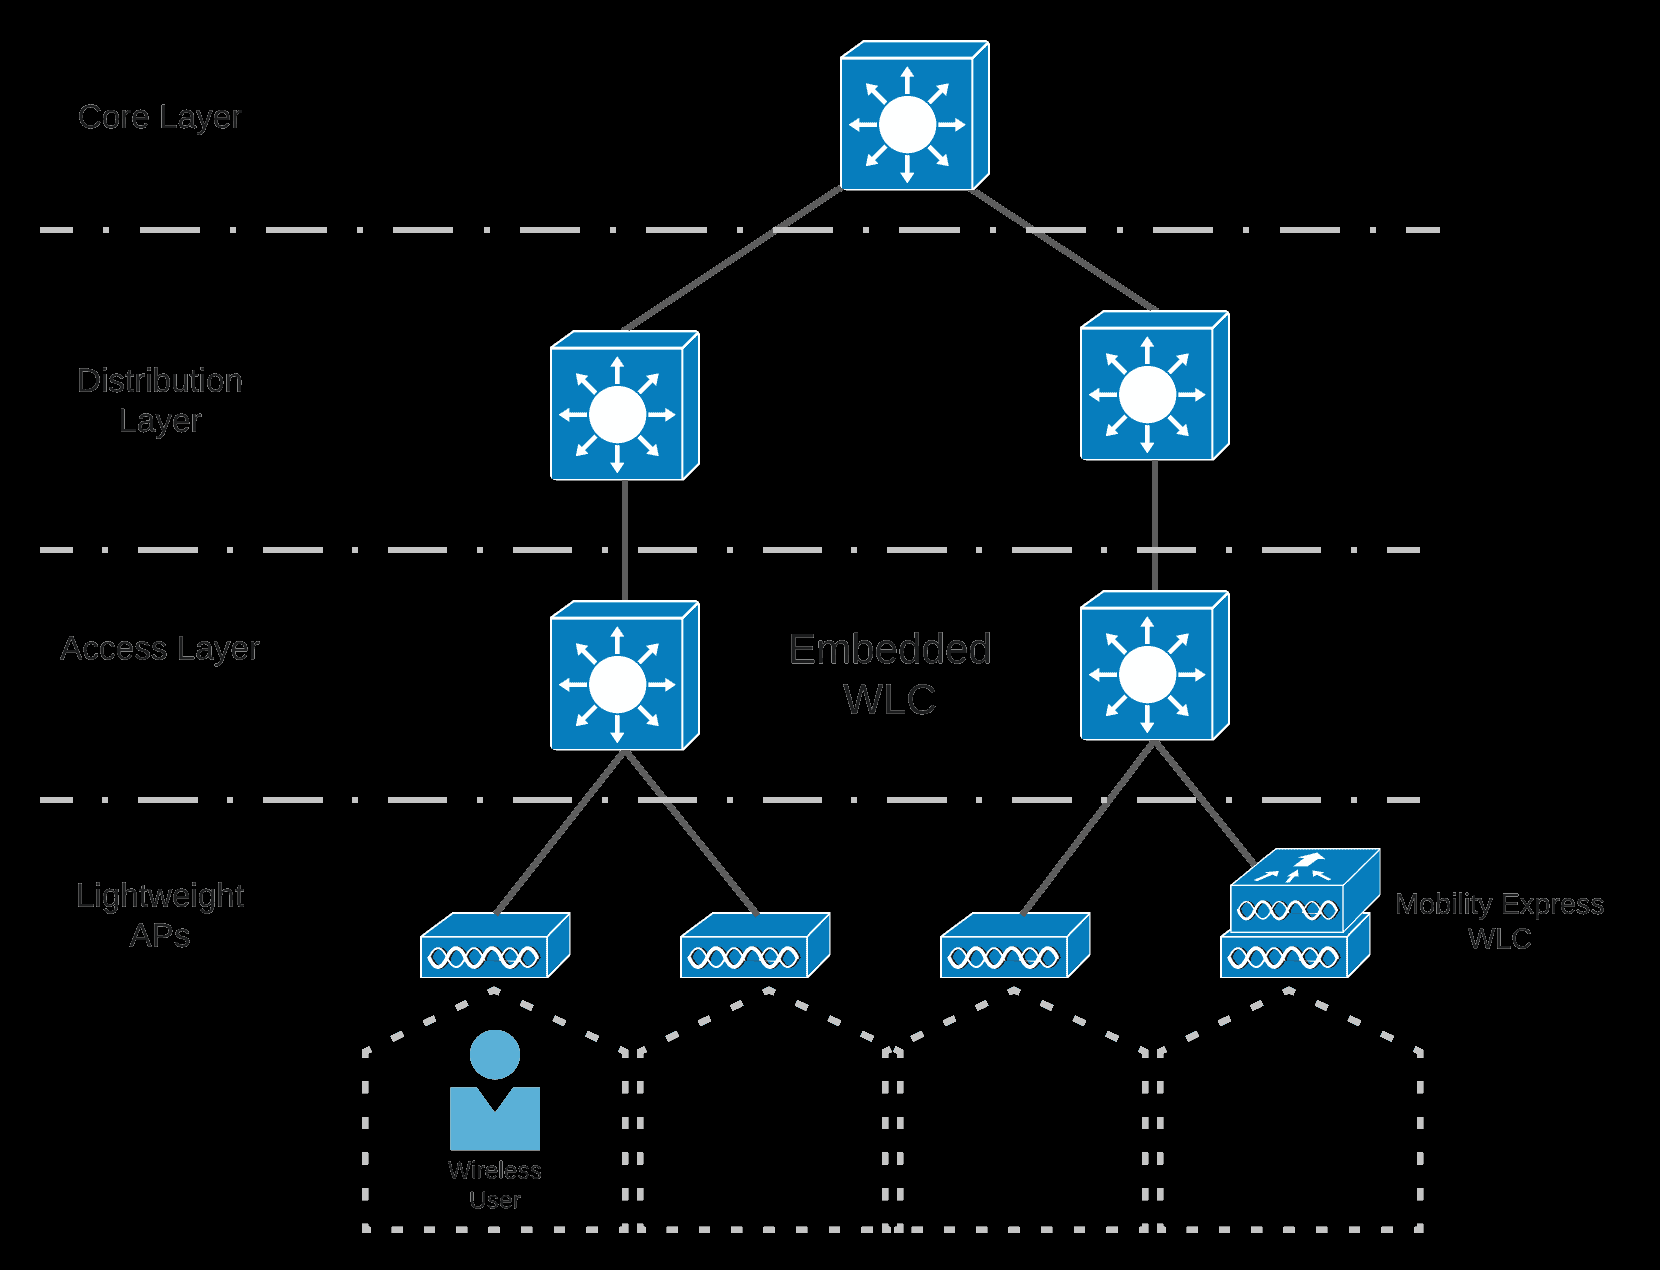 Core Layer
Distribution
Layer
Access Layer
Embedded
WLC
Lightweight
APs
Mobility Express
WLC
Wireless
User